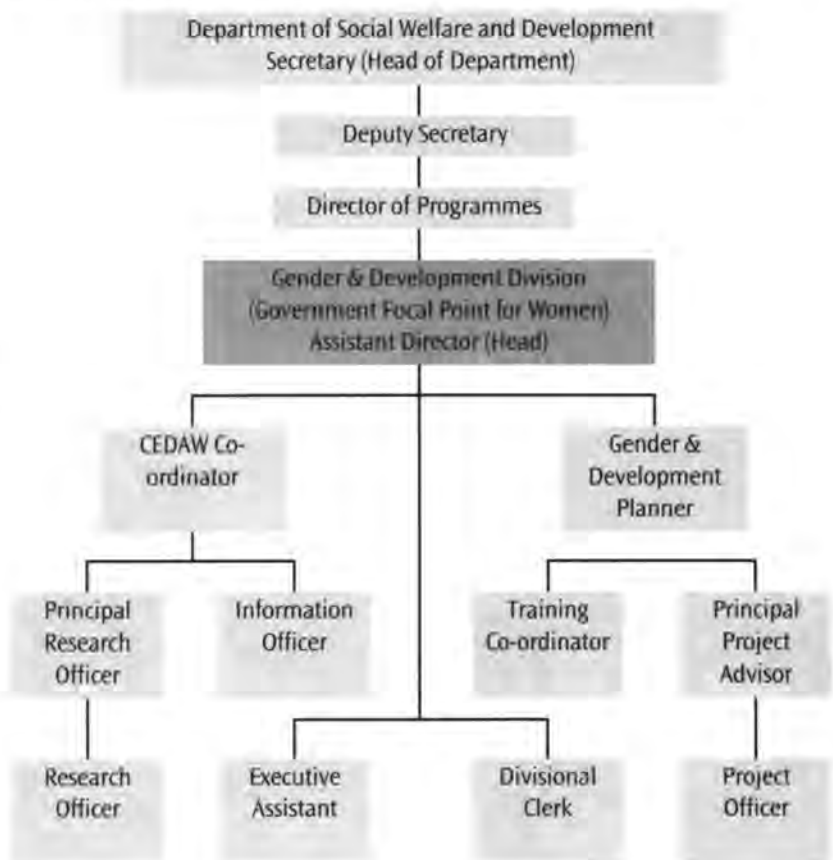 Department of Social Welfare and Development
Secretary (Head of Department)
Deputy Secretary
Director of Programmes
Gender & Development Division
(Government Focal Point for Women)
Assistant Director (Head)
CEDAW Co-
ordinator
Gender &
Development
Planner
Principal
Research
Officer
Information
Officer
Training
Co-ordinator
Principal
Project
Advisor
Research
Officer
Executive
Assistant
Divisional
Clerk
Project
Officer